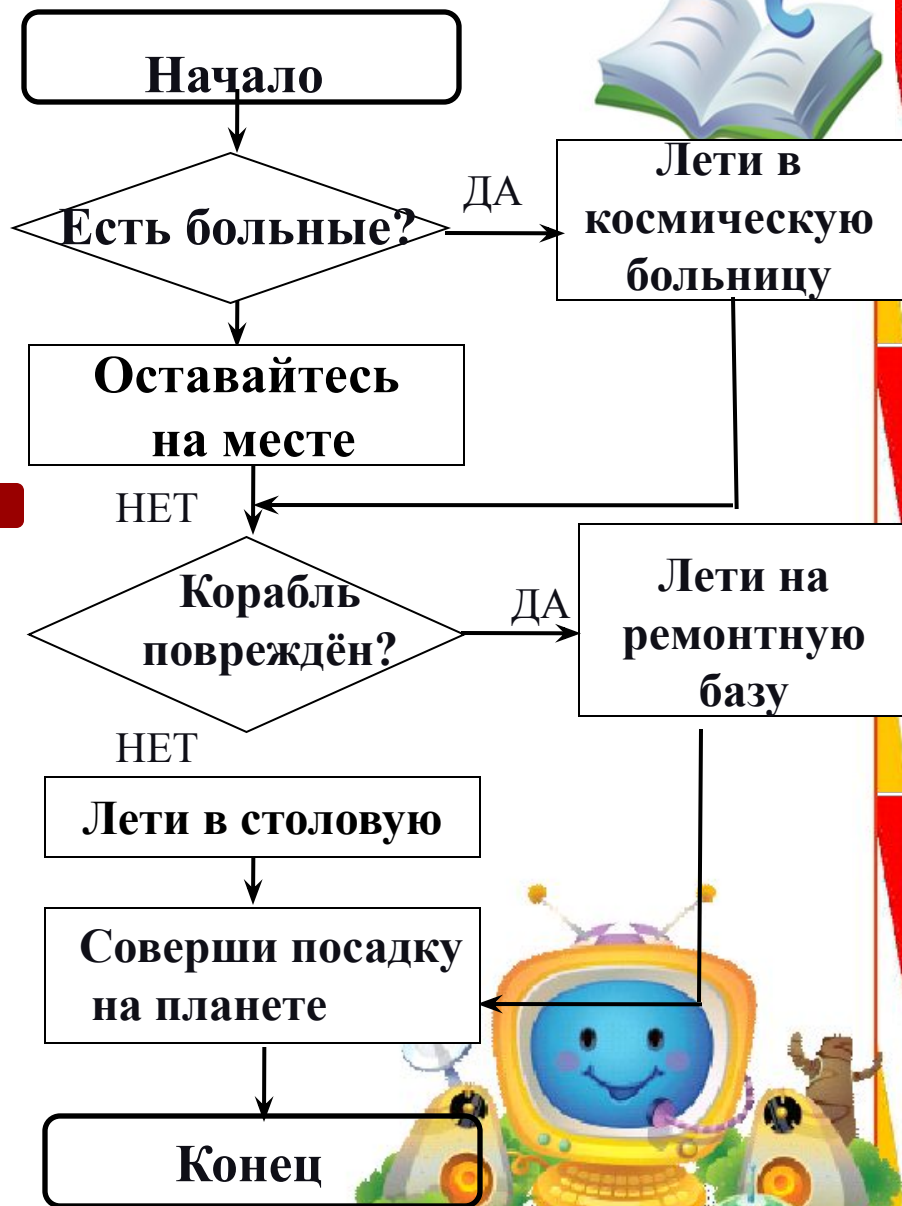 Начало
Есть больные?
ДА
Лети в
космическую
больницу
Оставайтесь
на месте
НЕТ
Корабль
повреждён?
ДА
Лети на
ремонтную
базу
НЕТ
Лети в столовую
Соверши посадку
на планете
Конец